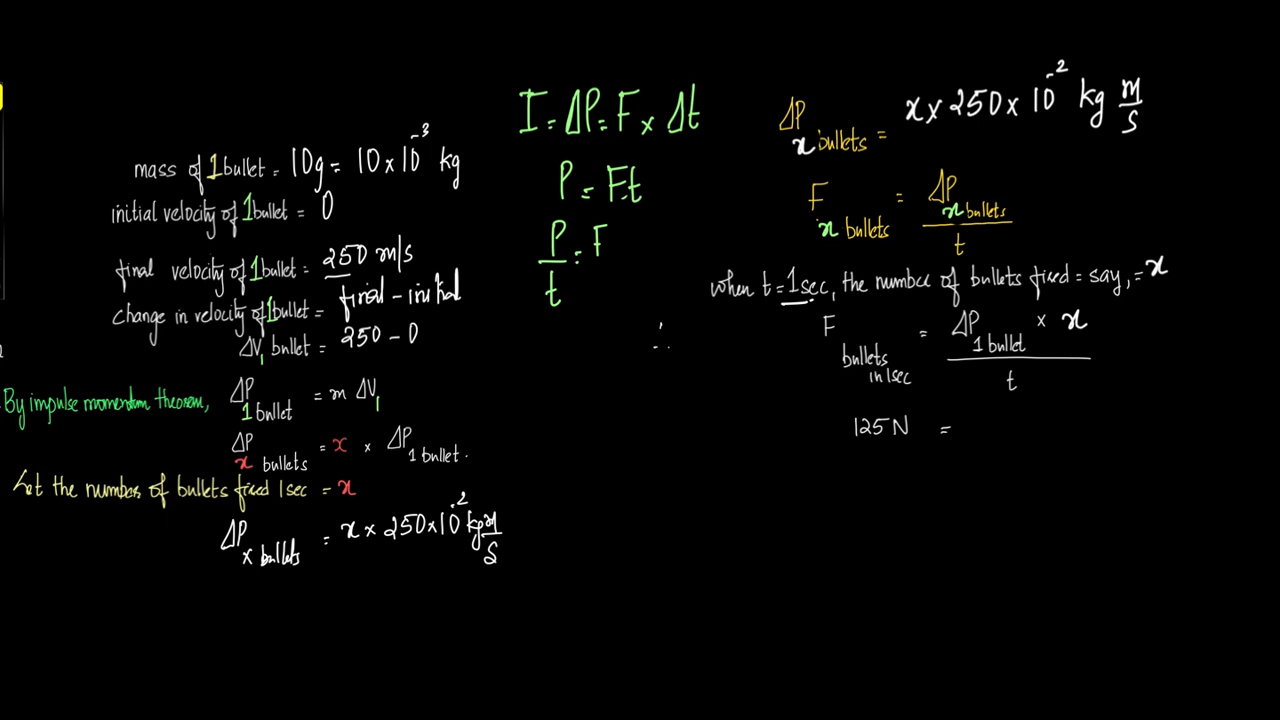 mass of 1 bullet = 10g = 10 × 10⁻³ kg
initial velocity of 1 bullet = 0
final velocity of 1 bullet = 250 m/s
change in velocity of 1 bullet = final - initial
ΔV₁ bullet = 250 - 0
By impulse momentum theorem, ΔP 1 bullet = m ΔV₁
ΔP x bullets = x × ΔP 1 bullet.
Let the number of bullets fired 1sec = x
ΔP x bullets = x × 250 × 10⁻² kg m/s
I = ΔP = F × Δt
P = F.t
P/t = F
ΔP x bullets = x × 250 × 10⁻² kg m/s
F x bullets = ΔP x bullets / t
when t = 1 sec, the number of bullets fired = say, = x
∴ F bullets in 1sec = ΔP 1 bullet × x / t
125 N =